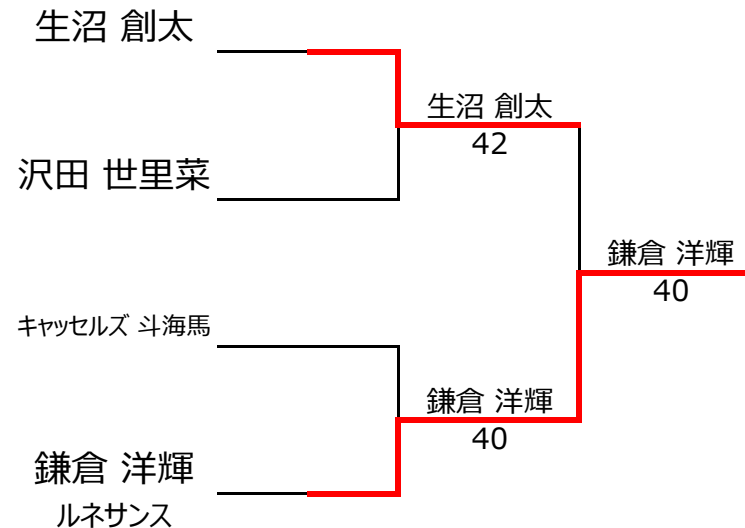 生沼 創太
沢田 世里菜
キャッセルズ 斗海馬
鎌倉 洋輝
ルネサンス
生沼 創太
42
鎌倉 洋輝
40
鎌倉 洋輝
40